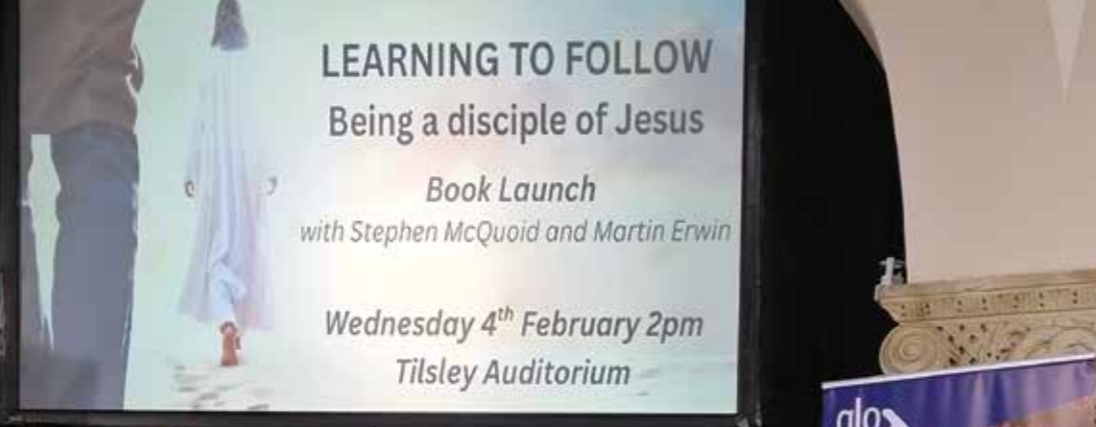 LEARNING TO FOLLOW
Being a disciple of Jesus
Book Launch
with Stephen McQuoid and Martin Erwin
Wednesday 4th February 2pm
Tilsley Auditorium
glo